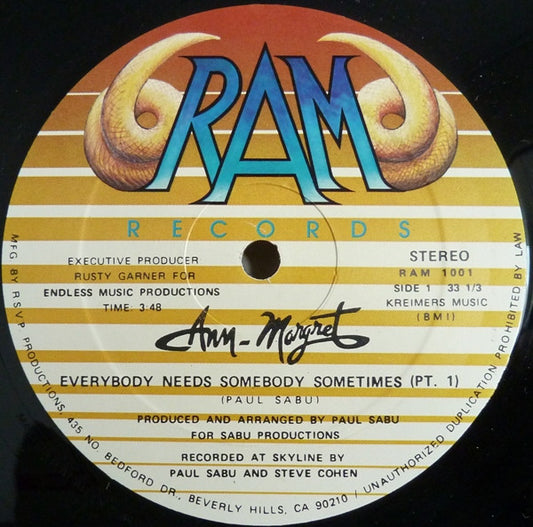 RAM
RECORDS
EXECUTIVE PRODUCER
RUSTY GARNER FOR
ENDLESS MUSIC PRODUCTIONS
TIME: 3:48
STEREO
RAM 1001
SIDE 1 33 1/3
KREIMERS MUSIC
(BMI)
Ann-Margret
EVERYBODY NEEDS SOMEBODY SOMETIMES (PT. 1)
(PAUL SABU)
PRODUCED AND ARRANGED BY PAUL SABU
FOR SABU PRODUCTIONS
RECORDED AT SKYLINE BY
PAUL SABU AND STEVE COHEN
MFG BY RSVP PRODUCTIONS, 435 NO. BEDFORD DR., BEVERLY HILLS, CA 90210 / UNAUTHORIZED DUPLICATION PROHIBITED BY LAW